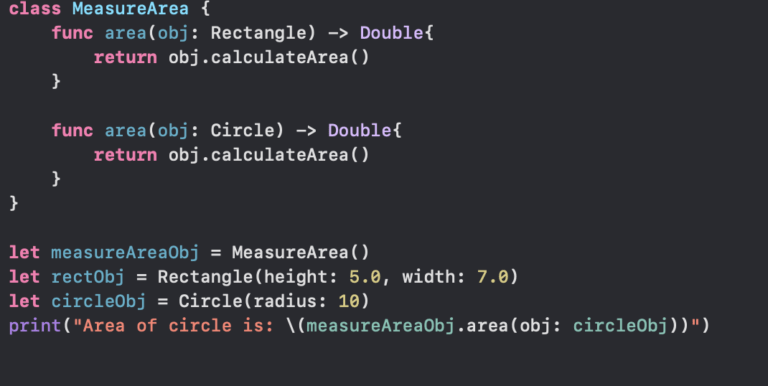 class MeasureArea {
    func area(obj: Rectangle) -> Double{
        return obj.calculateArea()
    }
    func area(obj: Circle) -> Double{
        return obj.calculateArea()
    }
}
let measureAreaObj = MeasureArea()
let rectObj = Rectangle(height: 5.0, width: 7.0)
let circleObj = Circle(radius: 10)
print("Area of circle is: \(measureAreaObj.area(obj: circleObj))")